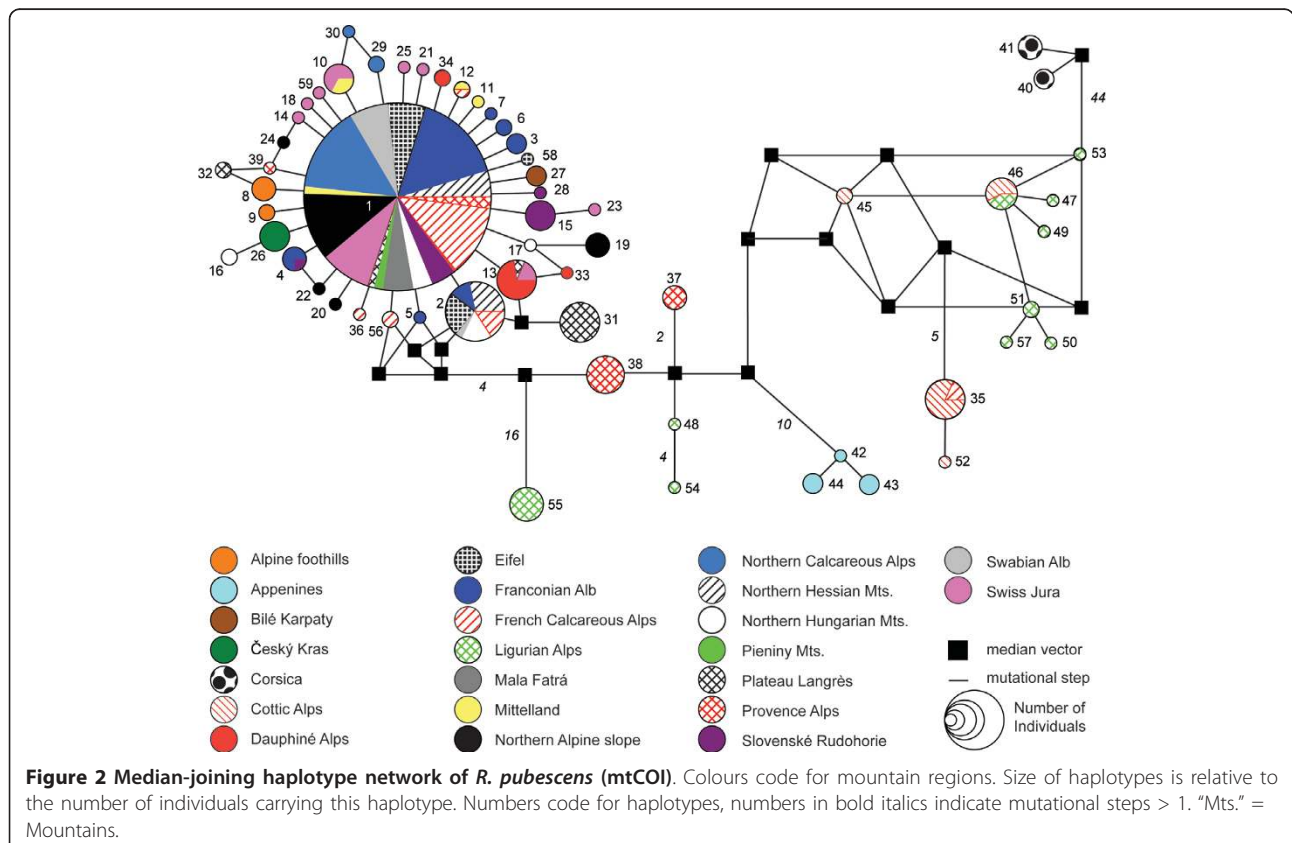 30
29
25
21
34
12
11
7
6
3
58
27
28
15
23
19
17
13
33
31
2
5
56
36
20
22
4
26
16
9
8
32
39
24
14
18
59
10
1
41
40
44
53
46
47
49
45
51
57
50
5
35
52
37
2
38
4
16
55
48
4
54
10
42
44
43
Alpine foothills
Appenines
Bílé Karpaty
Český Kras
Corsica
Cottic Alps
Dauphiné Alps
Eifel
Franconian Alb
French Calcareous Alps
Ligurian Alps
Mala Fatrá
Mittelland
Northern Alpine slope
Northern Calcareous Alps
Northern Hessian Mts.
Northern Hungarian Mts.
Pieniny Mts.
Plateau Langrès
Provence Alps
Slovenské Rudohorie
Swabian Alb
Swiss Jura
median vector
mutational step
Number of
Individuals
Figure 2 Median-joining haplotype network of R. pubescens (mtCOI). Colours code for mountain regions. Size of haplotypes is relative to
the number of individuals carrying this haplotype. Numbers code for haplotypes, numbers in bold italics indicate mutational steps > 1. “Mts.” =
Mountains.